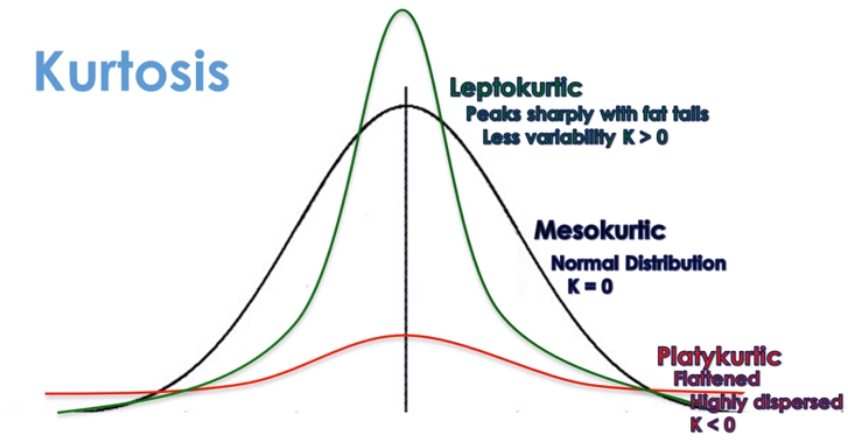 Kurtosis
Leptokurtic
Peaks sharply with fat tails
Less variability K > 0
Mesokurtic
Normal Distribution
K = 0
Platykurtic
Flattened
Highly dispersed
K < 0